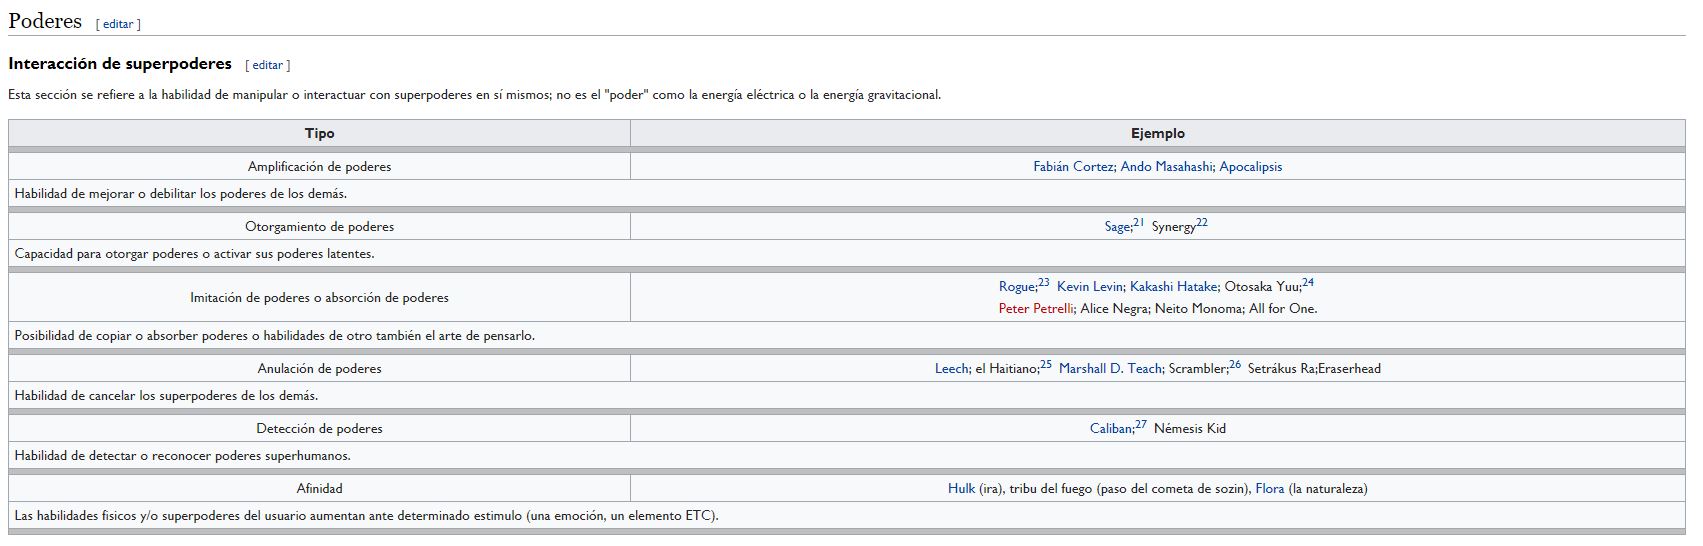 Poderes [ editar ]
Interacción de superpoderes [ editar ]
Esta sección se refiere a la habilidad de manipular o interactuar con superpoderes en sí mismos; no es el "poder" como la energía eléctrica o la energía gravitacional.
Tipo Ejemplo
Amplificación de poderes Fabián Cortez; Ando Masahashi; Apocalipsis
Habilidad de mejorar o debilitar los poderes de los demás.
Otorgamiento de poderes Sage;21 Synergy22
Capacidad para otorgar poderes o activar sus poderes latentes.
Imitación de poderes o absorción de poderes Rogue;23 Kevin Levin; Kakashi Hatake; Otosaka Yuu;24
Peter Petrelli; Alice Negra; Neito Monoma; All for One.
Posibilidad de copiar o absorber poderes o habilidades de otro también el arte de pensarlo.
Anulación de poderes Leech; el Haitiano;25 Marshall D. Teach; Scrambler;26 Setrákus Ra;Eraserhead
Habilidad de cancelar los superpoderes de los demás.
Detección de poderes Caliban;27 Némesis Kid
Habilidad de detectar o reconocer poderes superhumanos.
Afinidad Hulk (ira), tribu del fuego (paso del cometa de sozin), Flora (la naturaleza)
Las habilidades fisicos y/o superpoderes del usuario aumentan ante determinado estimulo (una emoción, un elemento ETC).